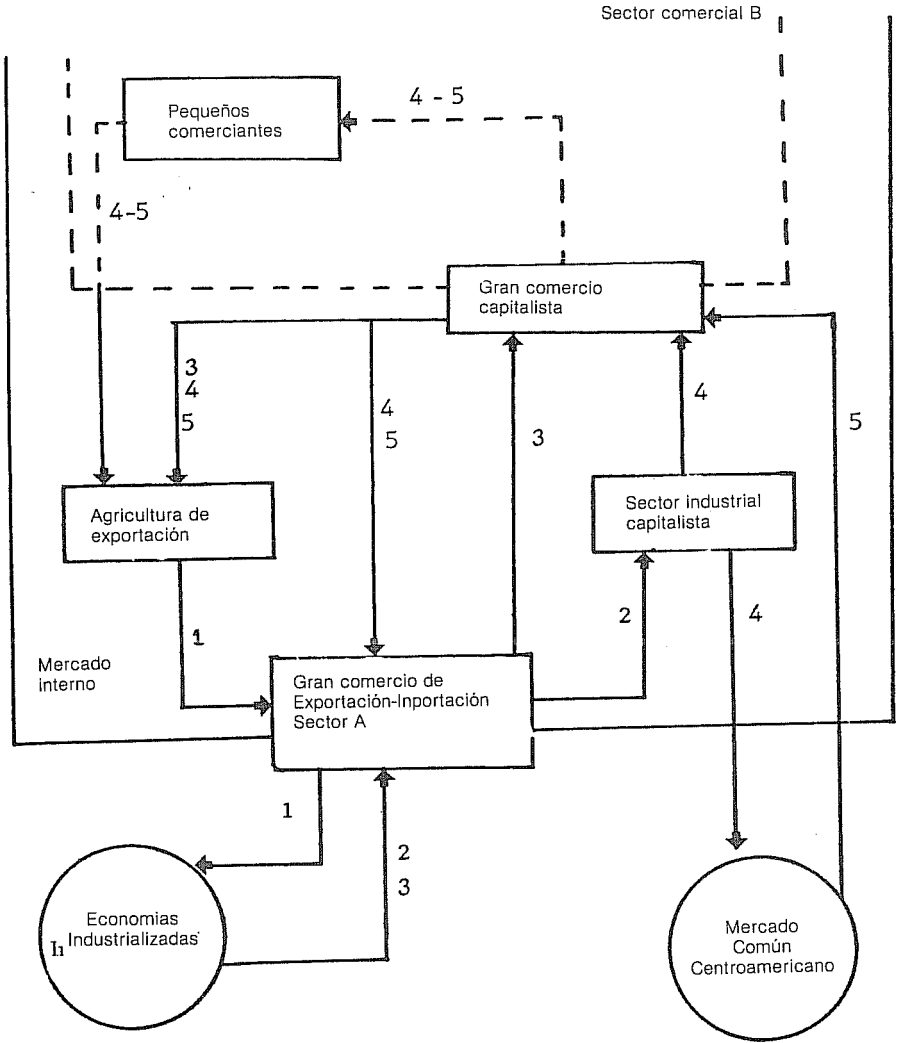 Sector comercial B
Pequeños
comerciantes
4 - 5
4-5
Gran comercio
capitalista
3
4
5
4
5
3
4
5
Agricultura de
exportación
Sector industrial
capitalista
1
2
4
Mercado
interno
Gran comercio de
Exportación-Inportación
Sector A
1
2
3
Economias
Industrializadas
Mercado
Común
Centroamericano